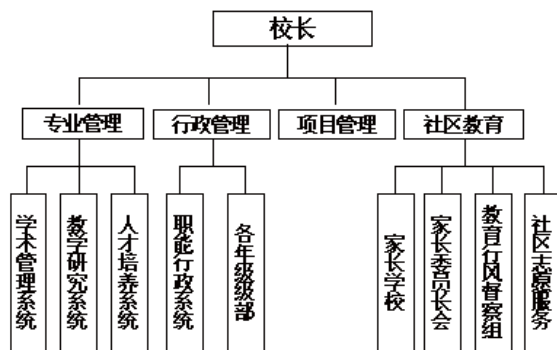 校长
专业管理
行政管理
项目管理
社区教育
学术管理系统
教学研究系统
人才培养系统
职能行政系统
各年级级部
家长学校
家长委员长会
教育行风督察组
社区志愿服务